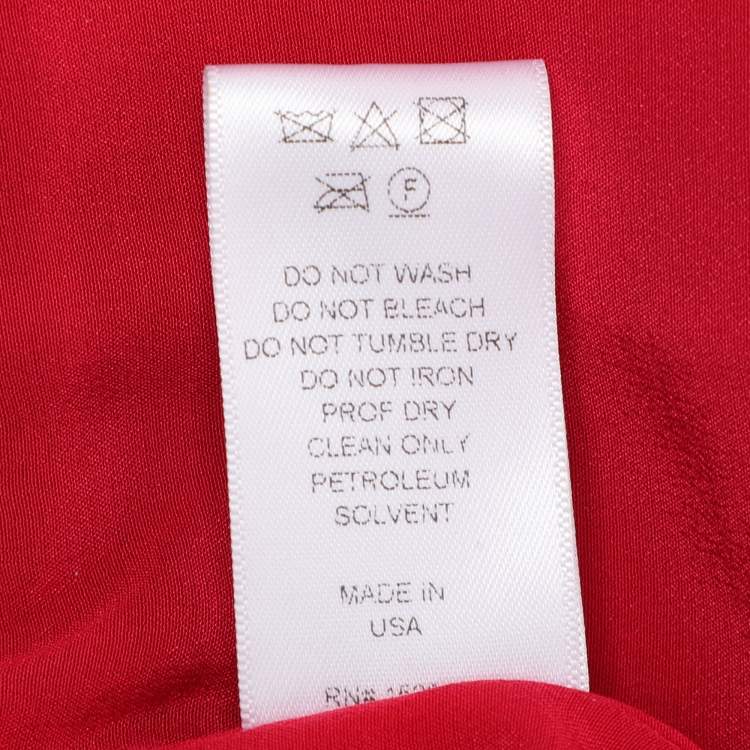 F
DO NOT WASH
DO NOT BLEACH
DO NOT TUMBLE DRY
DO NOT IRON
PROF DRY
CLEAN ONLY
PETROLEUM
SOLVENT
MADE IN
USA
RN#